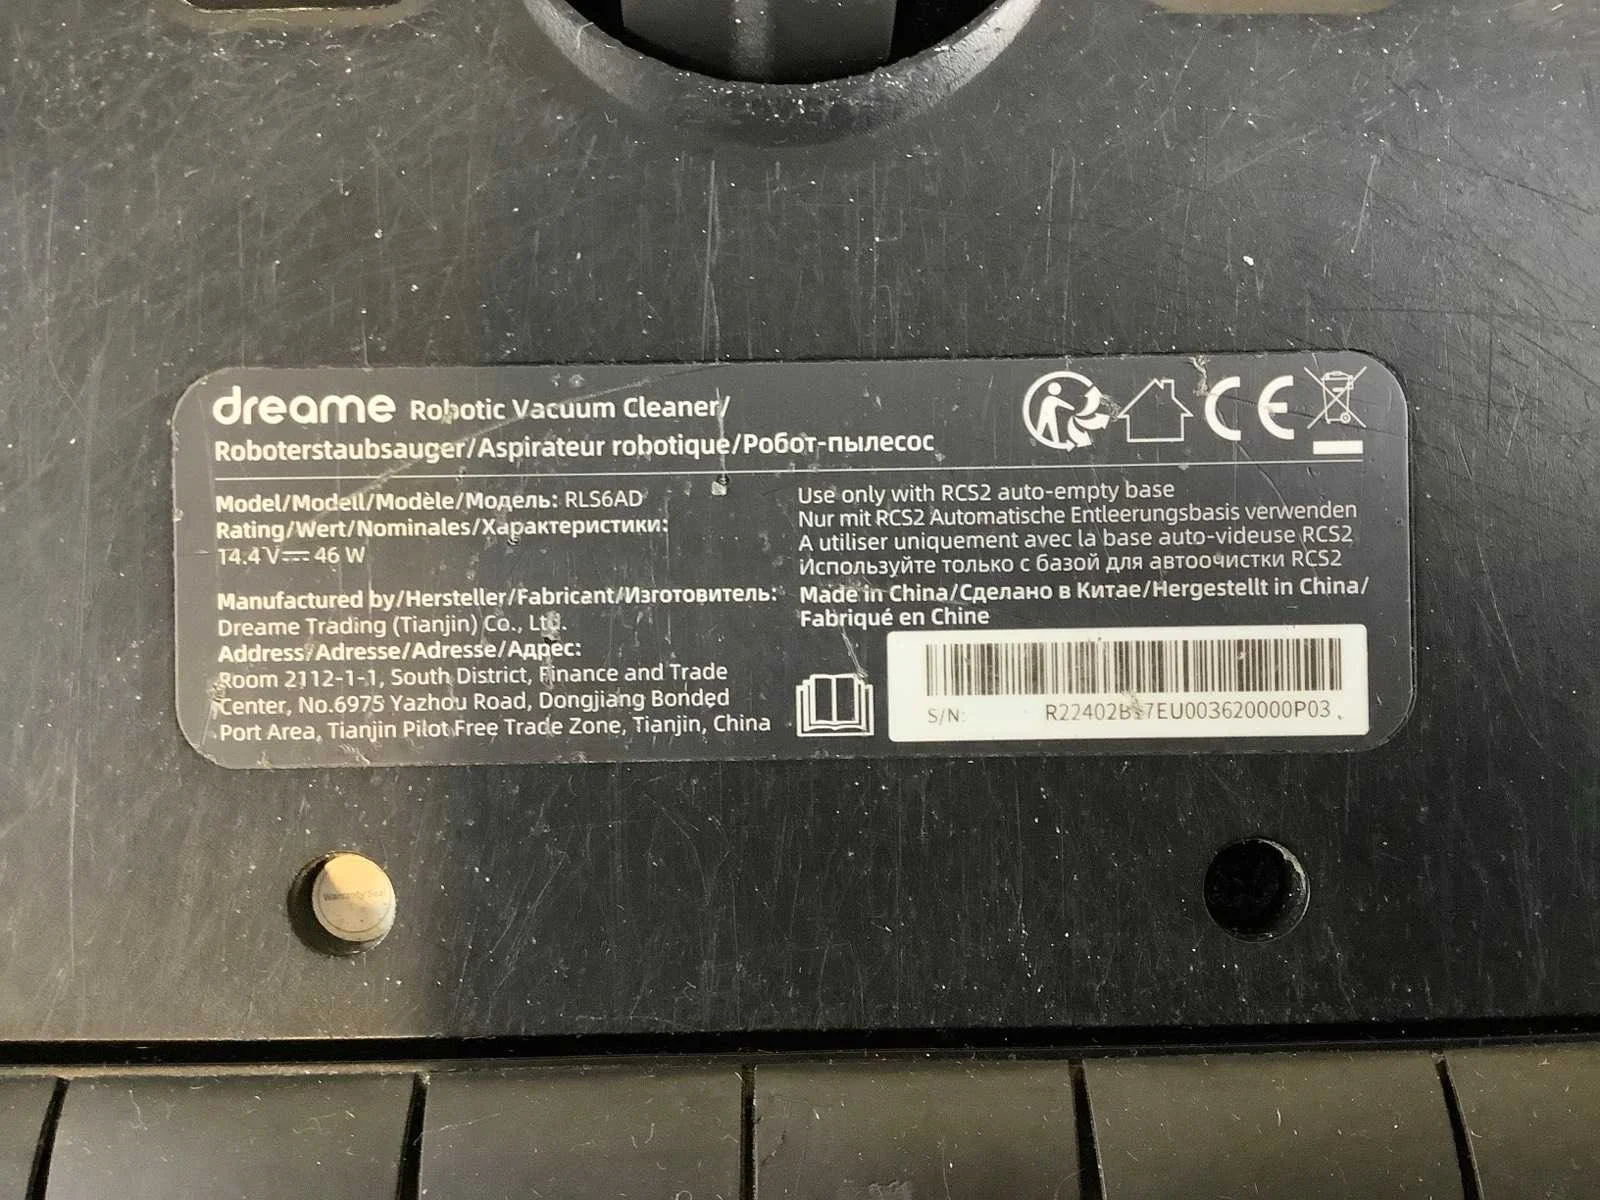 dreame Robotic Vacuum Cleaner/
Roboterstaubsauger/Aspirateur robotique/Робот-пылесос
Model/Modell/Modèle/Модель: RLS6AD
Rating/Wert/Nominales/Характеристики:
14.4 V⎓ 46 W
Manufactured by/Hersteller/Fabricant/Изготовитель:
Dreame Trading (Tianjin) Co., Ltd.
Address/Adresse/Adresse/Адрес:
Room 2112-1-1, South District, Finance and Trade
Center, No.6975 Yazhou Road, Dongjiang Bonded
Port Area, Tianjin Pilot Free Trade Zone, Tianjin, China
CE
Use only with RCS2 auto-empty base
Nur mit RCS2 Automatische Entleerungsbasis verwenden
A utiliser uniquement avec la base auto-videuse RCS2
Используйте только с базой для автоочистки RCS2
Made in China/Сделано в Китае/Hergestellt in China/
Fabriqué en Chine
S/N:
Warranty Seal